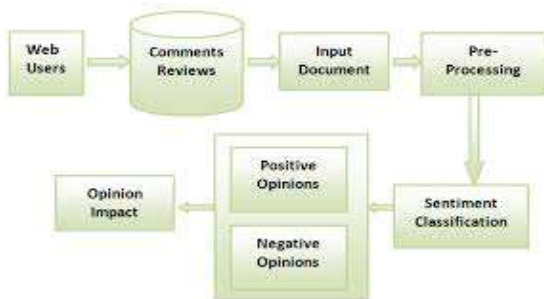 Web
Users
Comments
Reviews
Input
Document
Pre-
Processing
Sentiment
Classification
Positive
Opinions
Negative
Opinions
Opinion
Impact